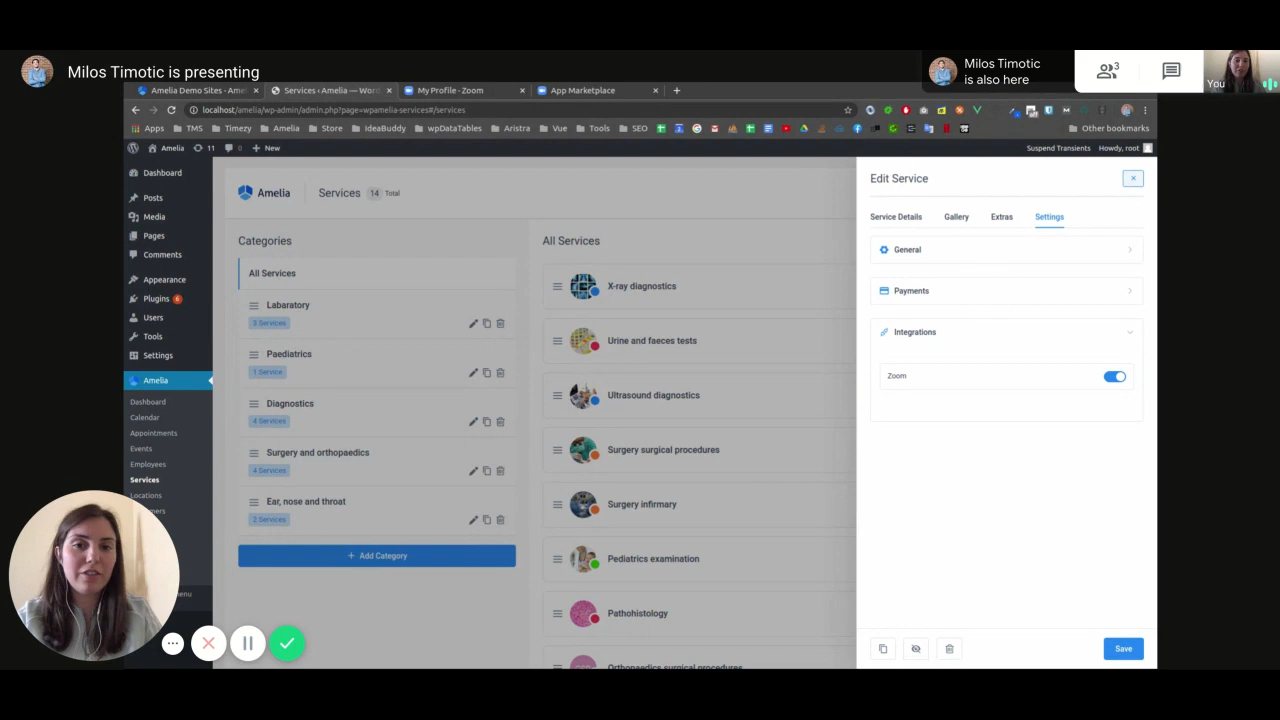 Milos Timotic is presenting
Milos Timotic
is also here
3
You
Amelia Demo Sites - Ame
Services ‹ Amelia — Word
My Profile - Zoom
App Marketplace
localhost/amelia/wp-admin/admin.php?page=wpamelia-services#/services
Apps TMS Timezy Amelia Store IdeaBuddy wpDataTables Aristra Vue Tools SEO Other bookmarks
Amelia 11 0 New Suspend Transients Howdy, root
Dashboard
Posts
Media
Pages
Comments
Appearance
Plugins 6
Users
Tools
Settings
Amelia
Dashboard
Calendar
Appointments
Events
Employees
Services
Locations
mers
menu
Amelia Services 14 Total
Categories
All Services
Labaratory
3 Services
Paediatrics
1 Service
Diagnostics
4 Services
Surgery and orthopaedics
4 Services
Ear, nose and throat
2 Services
+ Add Category
All Services
X-ray diagnostics
Urine and faeces tests
Ultrasound diagnostics
Surgery surgical procedures
Surgery infirmary
Pediatrics examination
Pathohistology
Orthopaedics surgical procedures
Edit Service
Service Details Gallery Extras Settings
General
Payments
Integrations
Zoom
Save